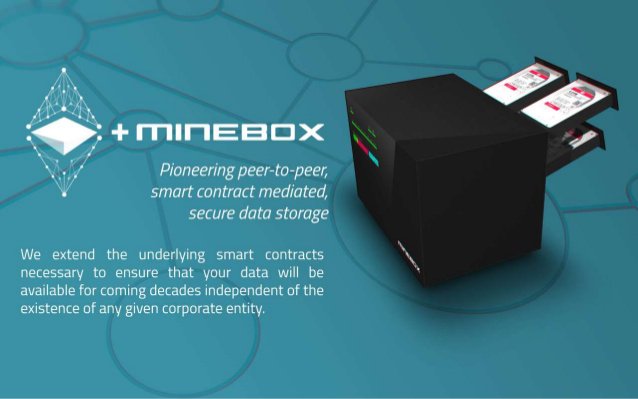 + MINEBOX
Pioneering peer-to-peer,
smart contract mediated,
secure data storage
We extend the underlying smart contracts
necessary to ensure that your data will be
available for coming decades independent of the
existence of any given corporate entity.
MINEBOX